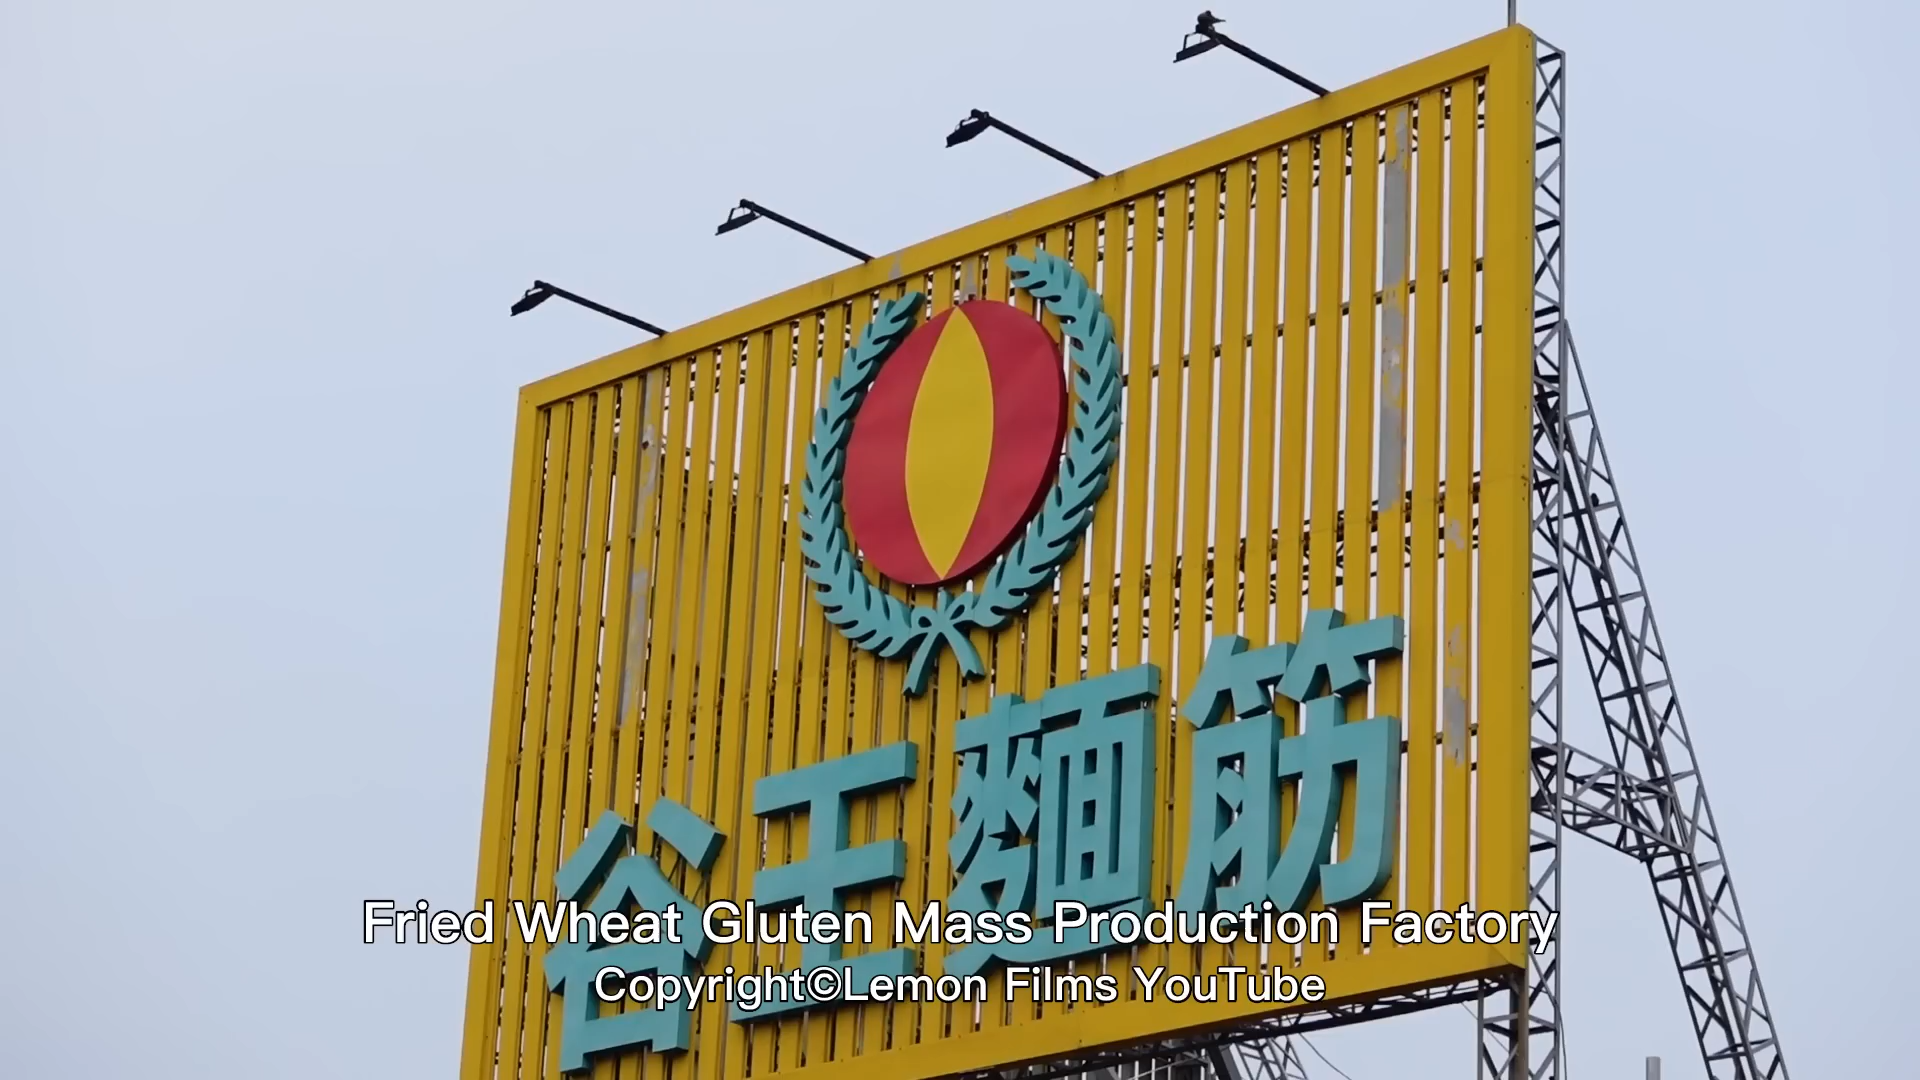 谷王麵筋
Fried Wheat Gluten Mass Production Factory
Copyright©Lemon Films YouTube